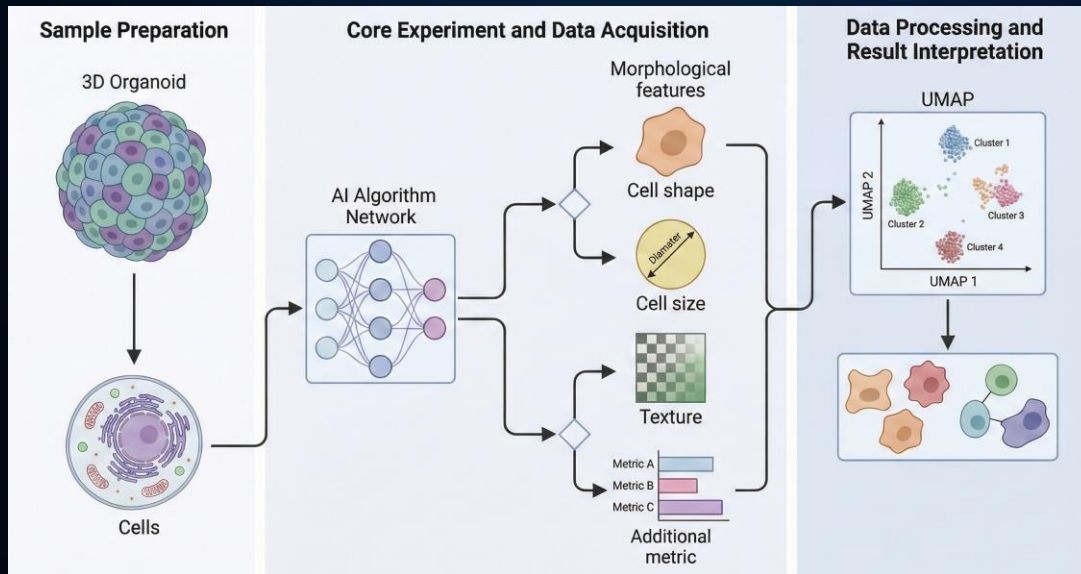 Sample Preparation
3D Organoid
Cells
Core Experiment and Data Acquisition
AI Algorithm
Network
Morphological
features
Cell shape
Diamater
Cell size
Texture
Metric A
Metric B
Metric C
Additional
metric
Data Processing and
Result Interpretation
UMAP
UMAP 2
Cluster 1
Cluster 2
Cluster 3
Cluster 4
UMAP 1